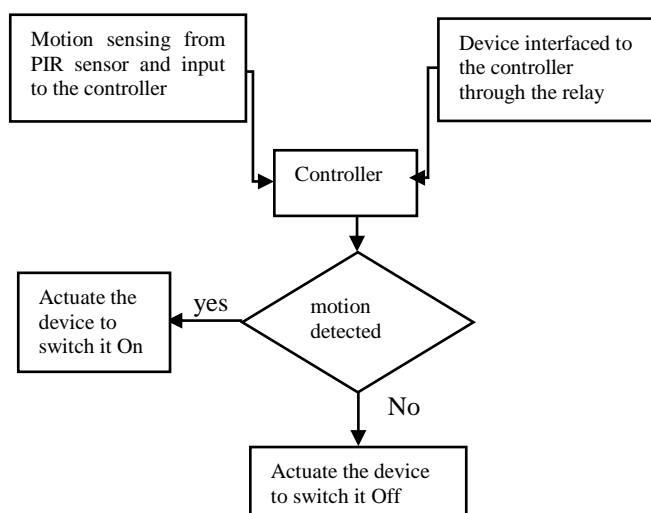 Motion sensing from
PIR sensor and input
to the controller
Device interfaced to
the controller
through the relay
Controller
motion
detected
yes
Actuate the
device to
switch it On
No
Actuate the device
to switch it Off